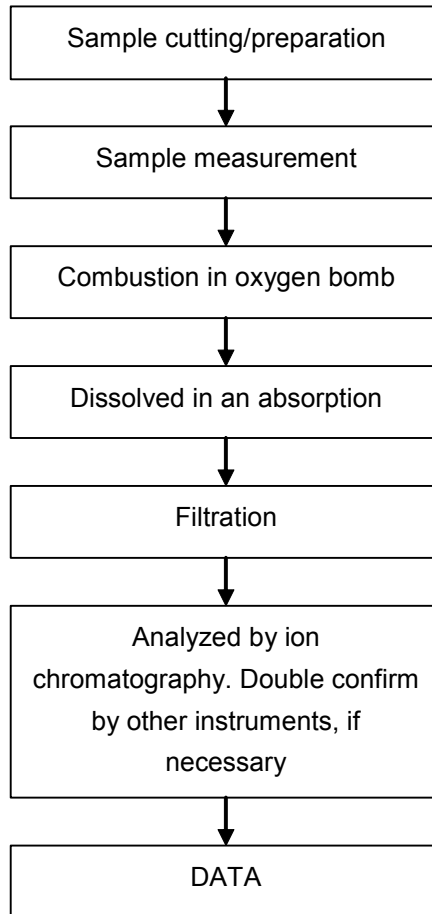 Sample cutting/preparation
Sample measurement
Combustion in oxygen bomb
Dissolved in an absorption
Filtration
Analyzed by ion
chromatography. Double confirm
by other instruments, if
necessary
DATA